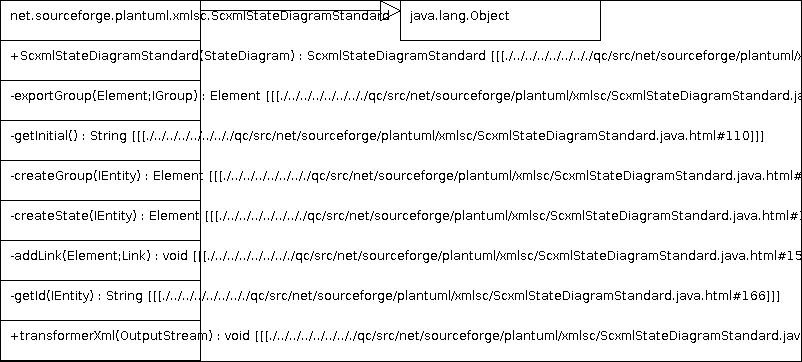 net.sourceforge.plantuml.xmlsc.ScxmlStateDiagramStandard
java.lang.Object
+ScxmlStateDiagramStandard(StateDiagram) : ScxmlStateDiagramStandard [[[./../../../../../../qc/src/net/sourceforge/plantuml/x
-exportGroup(Element;IGroup) : Element [[[./../../../../../../qc/src/net/sourceforge/plantuml/xmlsc/ScxmlStateDiagramStandard.ja
-getInitial() : String [[[./../../../../../../qc/src/net/sourceforge/plantuml/xmlsc/ScxmlStateDiagramStandard.java.html#110]]]
-createGroup(IEntity) : Element [[[./../../../../../../qc/src/net/sourceforge/plantuml/xmlsc/ScxmlStateDiagramStandard.java.html#
-createState(IEntity) : Element [[[./../../../../../../qc/src/net/sourceforge/plantuml/xmlsc/ScxmlStateDiagramStandard.java.html#1
-addLink(Element;Link) : void [[[./../../../../../../qc/src/net/sourceforge/plantuml/xmlsc/ScxmlStateDiagramStandard.java.html#15
-getId(IEntity) : String [[[./../../../../../../qc/src/net/sourceforge/plantuml/xmlsc/ScxmlStateDiagramStandard.java.html#166]]]
+transformerXml(OutputStream) : void [[[./../../../../../../qc/src/net/sourceforge/plantuml/xmlsc/ScxmlStateDiagramStandard.jav